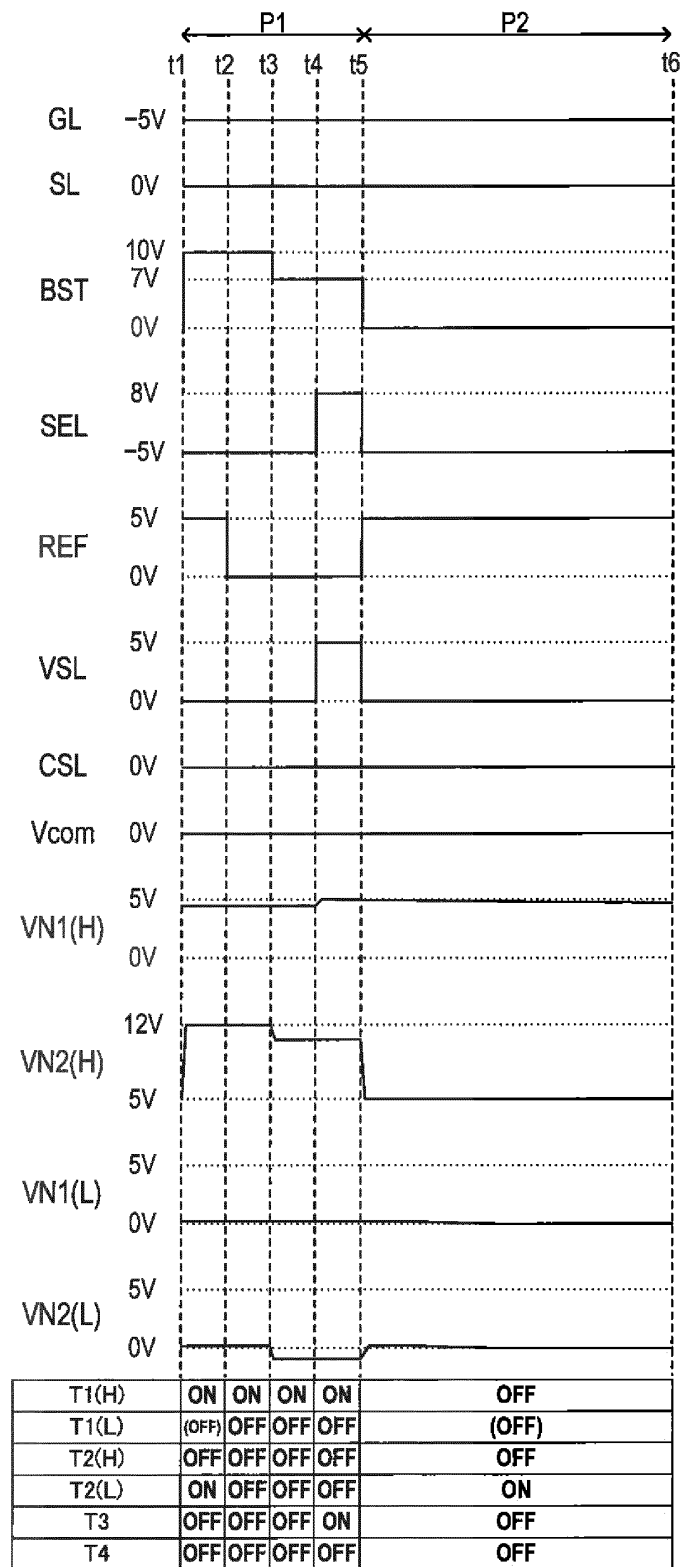 P1 P2
t1 t2 t3 t4 t5 t6
GL −5V
SL 0V
BST 10V
7V
0V
SEL 8V
−5V
REF 5V
0V
VSL 5V
0V
CSL 0V
Vcom 0V
VN1(H) 5V
0V
VN2(H) 12V
5V
VN1(L) 5V
0V
VN2(L) 5V
0V
T1(H) ON ON ON ON OFF
T1(L) (OFF) OFF OFF OFF (OFF)
T2(H) OFF OFF OFF OFF OFF
T2(L) ON OFF OFF OFF ON
T3 OFF OFF OFF ON OFF
T4 OFF OFF OFF OFF OFF